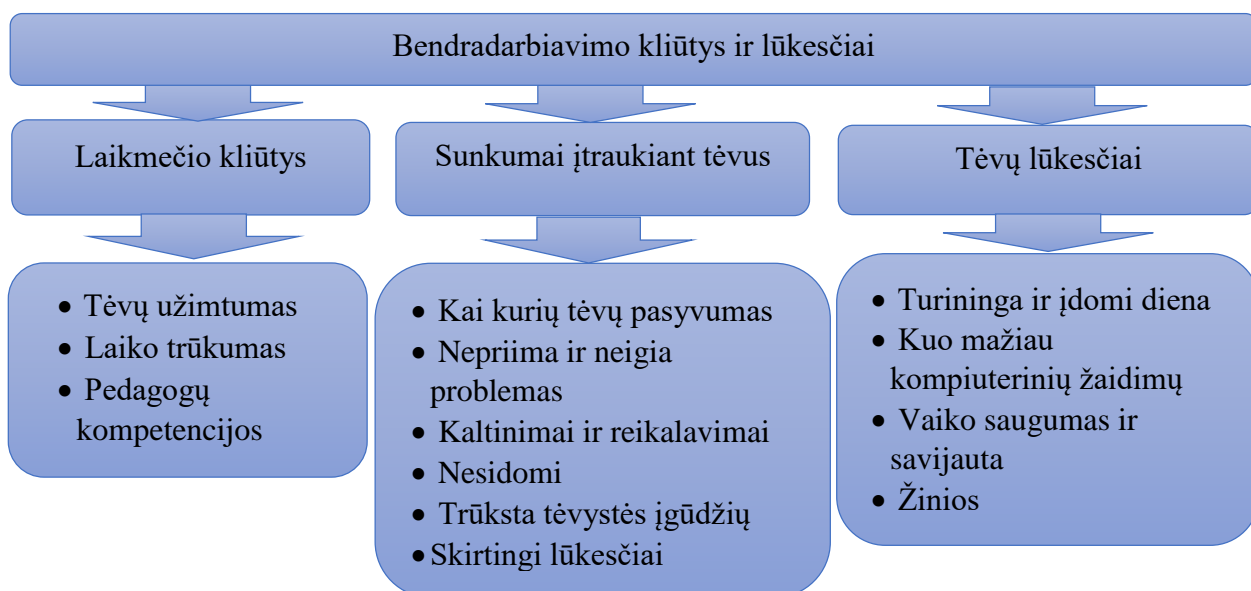 Bendradarbiavimo kliūtys ir lūkesčiai
Laikmečio kliūtys
Sunkumai įtraukiant tėvus
Tėvų lūkesčiai
• Tėvų užimtumas
• Laiko trūkumas
• Pedagogų
kompetencijos
• Kai kurių tėvų pasyvumas
• Nepriima ir neigia
problemas
• Kaltinimai ir reikalavimai
• Nesidomi
• Trūksta tėvystės įgūdžių
• Skirtingi lūkesčiai
• Turininga ir įdomi diena
• Kuo mažiau
kompiuterinių žaidimų
• Vaiko saugumas ir
savijauta
• Žinios